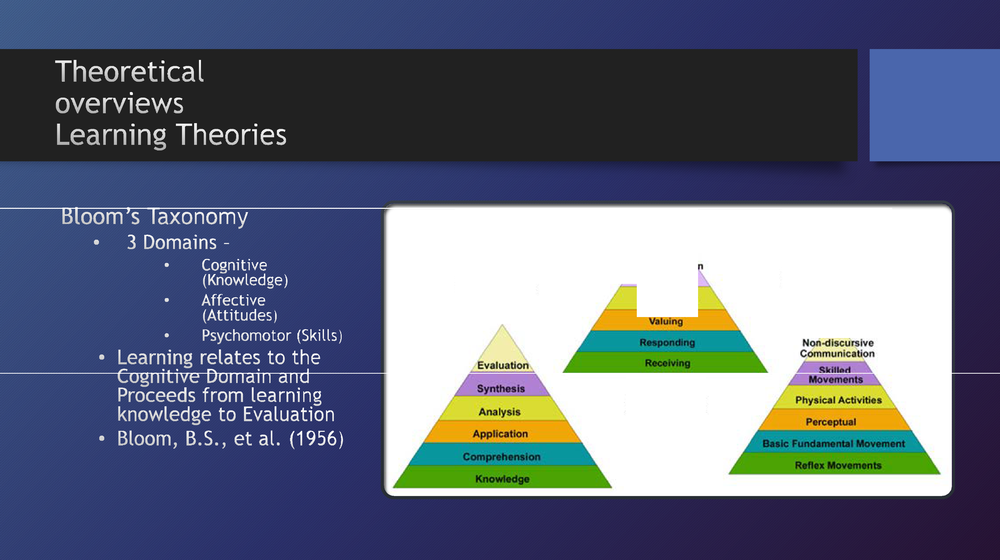 Theoretical
overviews
Learning Theories
Bloom’s Taxonomy
• 3 Domains –
• Cognitive
(Knowledge)
• Affective
(Attitudes)
• Psychomotor (Skills)
• Learning relates to the
Cognitive Domain and
Proceeds from learning
knowledge to Evaluation
• Bloom, B.S., et al. (1956)
Evaluation
Synthesis
Analysis
Application
Comprehension
Knowledge
n
Valuing
Responding
Receiving
Non-discursive
Communication
Skilled
Movements
Physical Activities
Perceptual
Basic Fundamental Movement
Reflex Movements